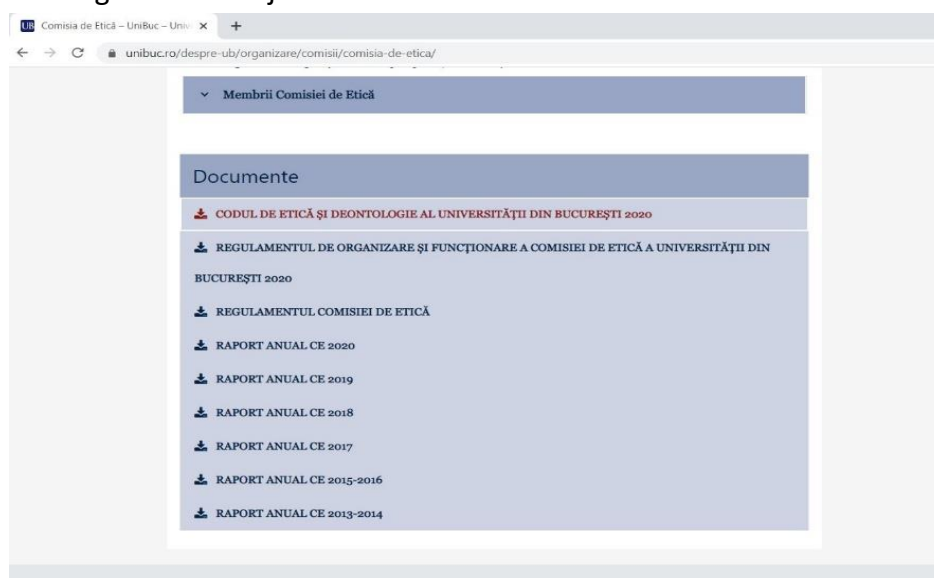 UB Comisia de Etică – UniBuc – Univ
unibuc.ro/despre-ub/organizare/comisii/comisia-de-etica/
Membrii Comisiei de Etică
Documente
CODUL DE ETICĂ ŞI DEONTOLOGIE AL UNIVERSITĂŢII DIN BUCUREŞTI 2020
REGULAMENTUL DE ORGANIZARE ŞI FUNCŢIONARE A COMISIEI DE ETICĂ A UNIVERSITĂŢII DIN
BUCUREŞTI 2020
REGULAMENTUL COMISIEI DE ETICĂ
RAPORT ANUAL CE 2020
RAPORT ANUAL CE 2019
RAPORT ANUAL CE 2018
RAPORT ANUAL CE 2017
RAPORT ANUAL CE 2015-2016
RAPORT ANUAL CE 2013-2014